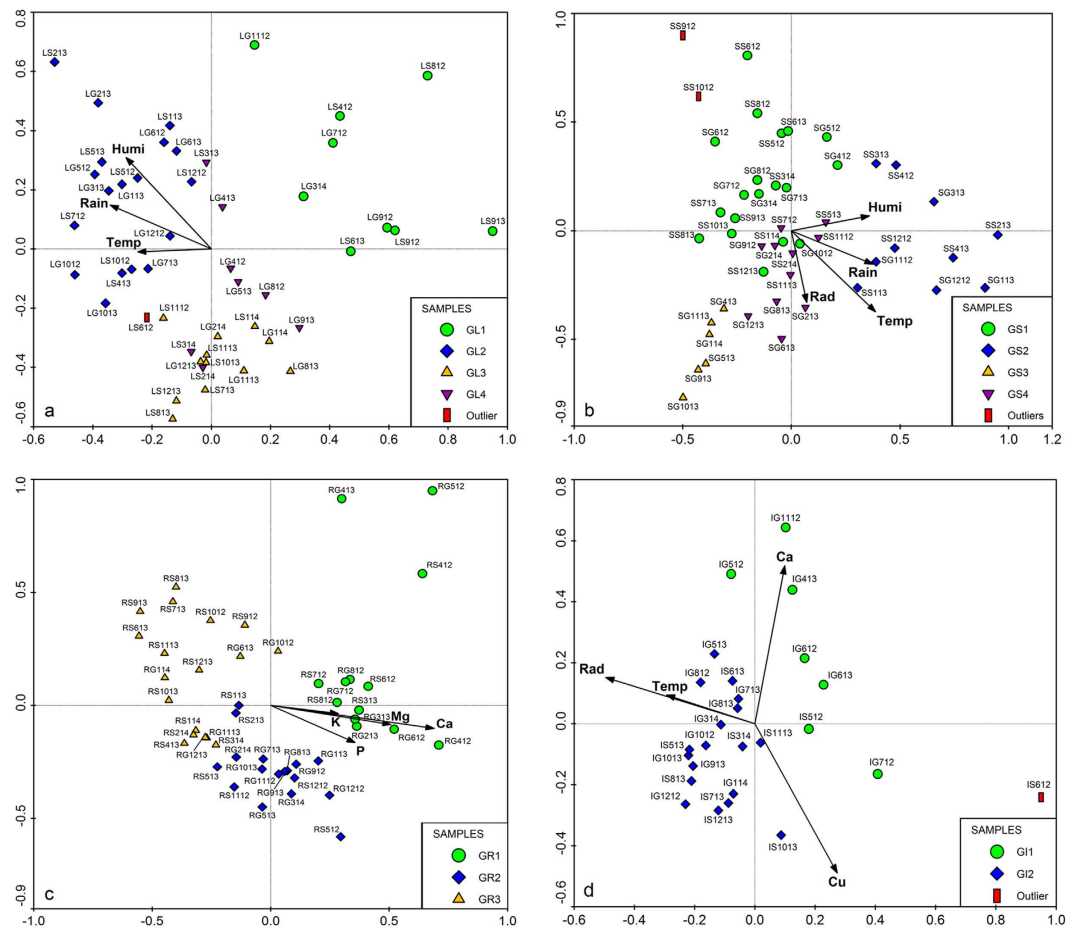 0.8
0.6
0.4
0.2
0.0
-0.2
-0.4
-0.6
-0.6
-0.4
-0.2
0.0
0.2
0.4
0.6
0.8
1.0
LG1112
LS213
LS812
LG213
LS412
LS113
LG612
LG613
LG712
Humi
LS313
LS513
LS512
LG512
LS1212
LG313
LG113
LG314
Rain
LG413
LS712
LG1212
LG912
LS912
LS913
Temp
LS613
LS1012
LG713
LG412
LG1012
LS413
LG513
LG812
LG1013
LS612
LS1112
LS114
LG913
LG214
LG114
LS314
LS1113
LG1213
LS1013
LS214
LG1113
LG813
LS1213
LS713
LS813
SAMPLES
GL1
GL2
GL3
GL4
Outlier
a
0.5
0.0
-0.5
-0.9
-1.0
-0.5
0.0
0.5
1.0
1.2
SS912
SS612
SS1012
SS812
SS613
SG612
SS512
SG512
SG412
SS313
SS412
SG812
SS314
SG712
SG314
SG713
SG313
SS713
SS913
SS712
SS513
Humi
SS213
SS1013
SS813
SS114
SS1112
SG912
SG214
SG1012
SS1212
SS413
SS214
Rain
SG1112
SS1213
SS1113
SS113
SG1212
SG113
Rad
SG413
SG813
SG213
Temp
SG1113
SG1213
SG114
SG613
SG513
SG913
SG1013
SAMPLES
GS1
GS2
GS3
GS4
Outliers
b
1.0
0.5
0.0
-0.5
-0.9
-1.0
-0.5
0.0
0.5
1.0
RG413
RG512
RS412
RS813
RS913
RS713
RS1012
RS912
RS613
RS1113
RG613
RG1012
RG114
RS1213
RS712
RG812
RS612
RS1013
RG712
RS113
RS812
RS313
RS213
RG313
K
Mg
Ca
RG213
RG612
RG412
P
RS114
RS214
RG1113
RS413
RG1213
RS314
RG214
RG713
RG813
RG113
RS513
RG1013
RG912
RG1112
RS1212
RS1112
RG913
RG314
RG1212
RG513
RS512
SAMPLES
GR1
GR2
GR3
c
0.8
0.6
0.4
0.2
0.0
-0.2
-0.4
-0.6
-0.6
-0.4
-0.2
0.0
0.2
0.4
0.6
0.8
1.0
IG1112
IG512
Ca
IG413
IG513
IG612
Rad
IG812
IS613
IG613
Temp
IG713
IG813
IG314
IS512
IG1012
IS314
IS1113
IS513
IG1013
IG913
IG712
IS813
IG114
IS612
IG1212
IS713
IS1213
IS1013
Cu
SAMPLES
GI1
GI2
Outlier
d